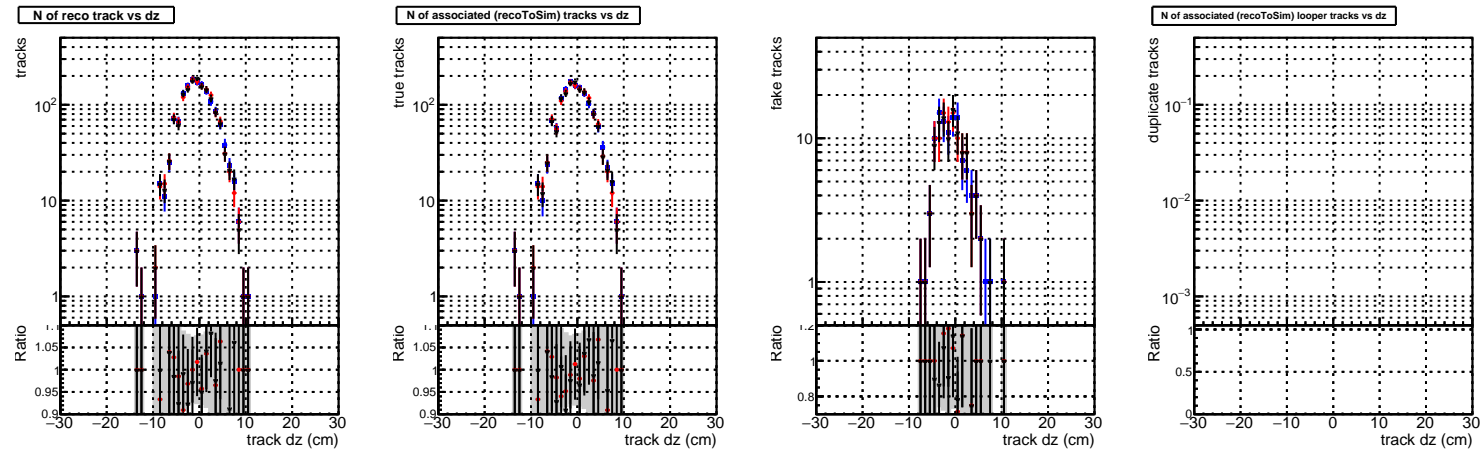 N of reco track vs dz
tracks
10²
10
1
Ratio
1.1
1.05
1
0.95
0.9
−30 −20 −10 0 10 20 30
track dz (cm)
N of associated (recoToSim) tracks vs dz
true tracks
10²
10
1
Ratio
1.1
1.05
1
0.95
0.9
−30 −20 −10 0 10 20 30
track dz (cm)
fake tracks
10
1
Ratio
1.2
1
0.8
−30 −20 −10 0 10 20 30
track dz (cm)
N of associated (recoToSim) looper tracks vs dz
duplicate tracks
10⁻¹
10⁻²
10⁻³
Ratio
1
0.5
0
−30 −20 −10 0 10 20 30
track dz (cm)